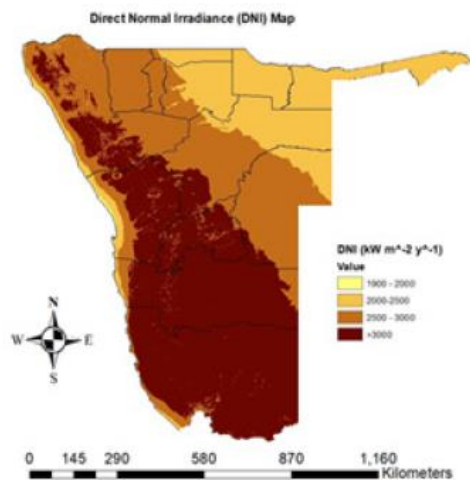 Direct Normal Irradiance (DNI) Map
DNI (kW m^-2 y^-1)
Value
1900 - 2000
2000-2500
2500 - 3000
>3000
N
W E
S
0 145 290 580 870 1,160
Kilometers